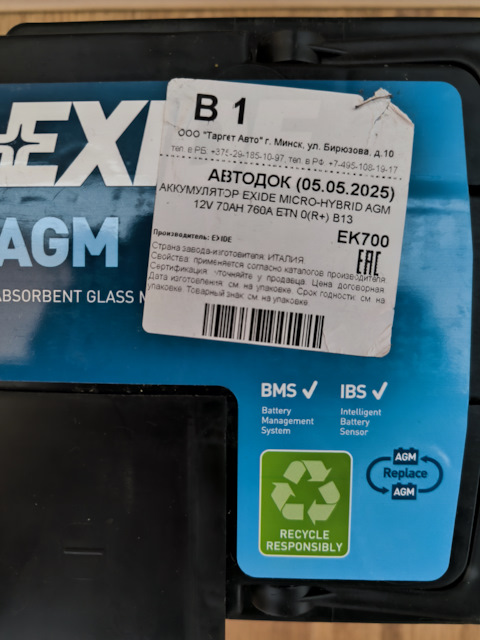 B 1
ООО "Таргет Авто" г. Минск, ул. Бирюзова, д.10
тел. в РБ. +375-29-185-10-97, тел. в РФ. +7-495-108-19-17
АВТОДОК (05.05.2025)
АККУМУЛЯТОР EXIDE MICRO-HYBRID AGM
12V 70AH 760A ETN 0(R+) B13
Производитель: EXIDE
EK700
Страна завода-изготовителя: ИТАЛИЯ
Свойства: применяется согласно каталогов производителя.
Сертификация: уточняйте у продавца. Цена договорная.
Дата изготовления: см. на упаковке. Срок годности: см. на
упаковке. Товарный знак: см. на упаковке
EAC
EXI
AGM
ABSORBENT GLASS M
BMS ✓
Battery
Management
System
IBS ✓
Intelligent
Battery
Sensor
AGM
Replace
AGM
RECYCLE
RESPONSIBLY